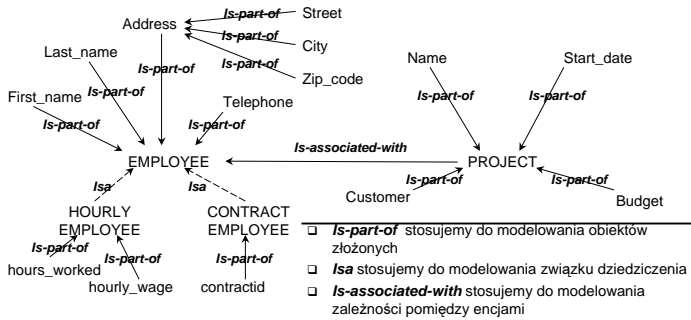 Street
Is-part-of
Address
Is-part-of
City
Last_name
Is-part-of
Is-part-of
Name
Start_date
Zip_code
Is-part-of
First_name
Telephone
Is-part-of
Is-part-of
Is-part-of
Is-part-of
Is-associated-with
EMPLOYEE
PROJECT
Isa
Isa
Is-part-of
Is-part-of
Customer
Budget
HOURLY
EMPLOYEE
CONTRACT
EMPLOYEE
Is-part-of
Is-part-of
Is-part-of
hours_worked
hourly_wage
contractid
❑ Is-part-of stosujemy do modelowania obiektów
złożonych
❑ Isa stosujemy do modelowania związku dziedziczenia
❑ Is-associated-with stosujemy do modelowania
zależności pomiędzy encjami